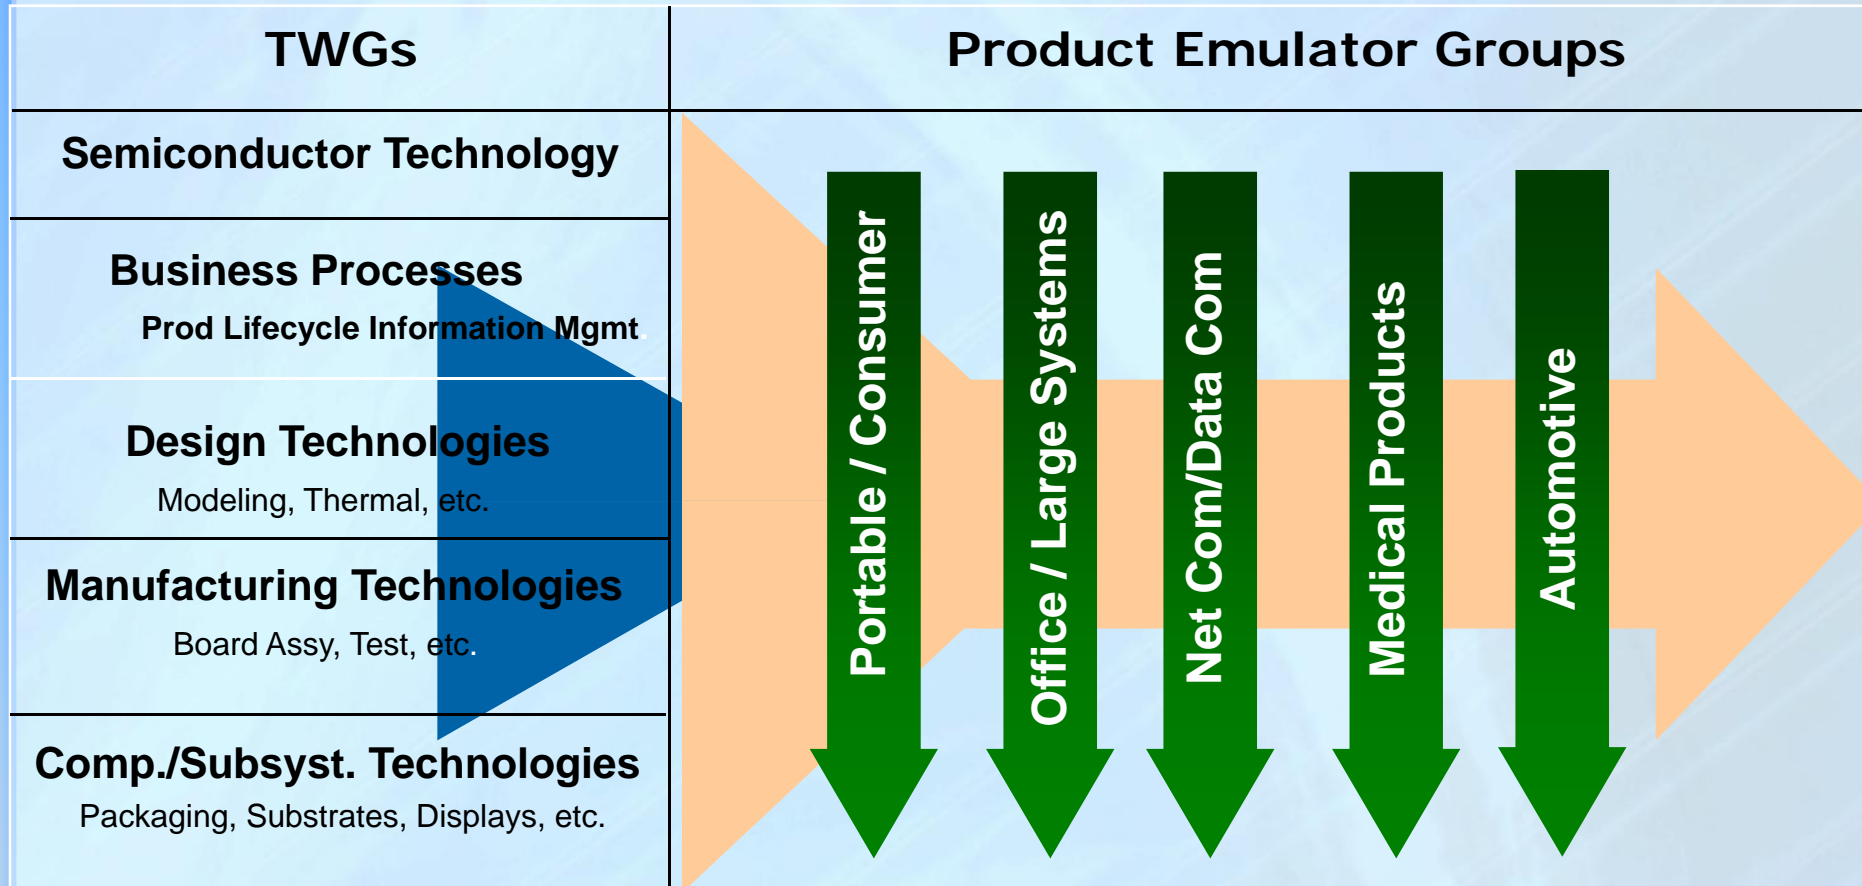 TWGs
Product Emulator Groups
Semiconductor Technology
Business Processes
Prod Lifecycle Information Mgmt.
Design Technologies
Modeling, Thermal, etc.
Manufacturing Technologies
Board Assy, Test, etc.
Comp./Subsyst. Technologies
Packaging, Substrates, Displays, etc.
Portable / Consumer
Office / Large Systems
Net Com/Data Com
Medical Products
Automotive